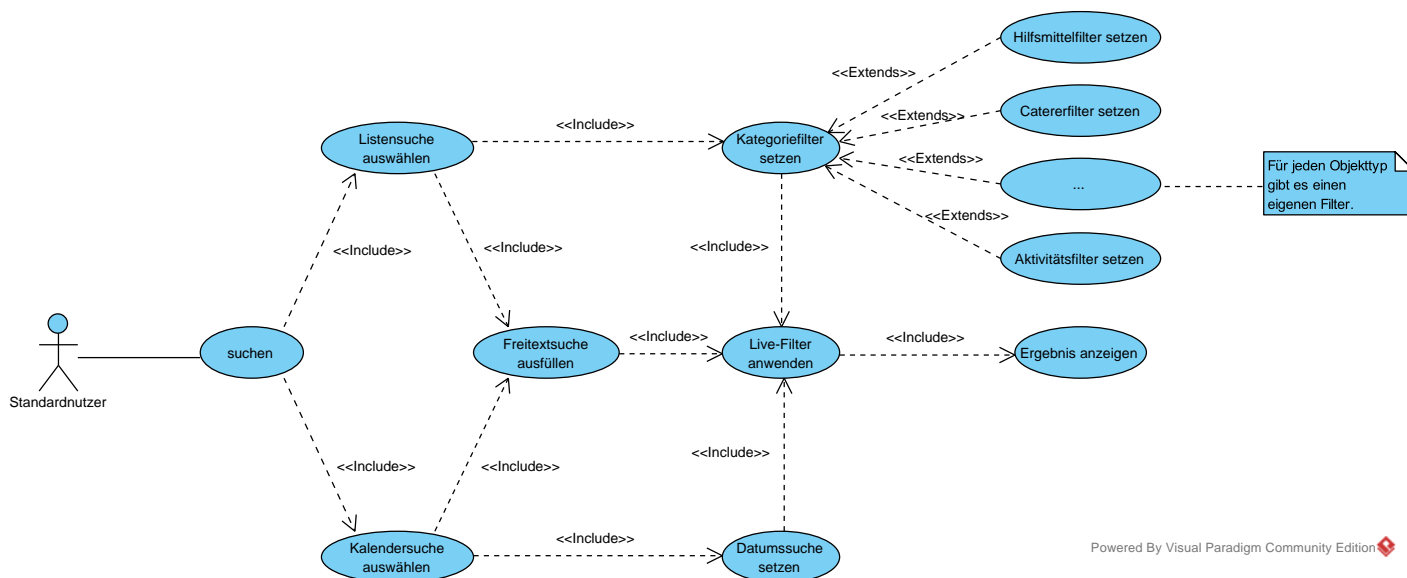 Hilfsmittelfilter setzen
<<Extends>>
Catererfilter setzen
<<Extends>>
Listensuche
auswählen
<<Include>>
Kategoriefilter
setzen
<<Extends>>
...
Für jeden Objekttyp
gibt es einen
eigenen Filter.
<<Extends>>
<<Include>>
<<Include>>
<<Include>>
Aktivitätsfilter setzen
Standardnutzer
suchen
Freitextsuche
ausfüllen
<<Include>>
Live-Filter
anwenden
<<Include>>
Ergebnis anzeigen
<<Include>>
<<Include>>
<<Include>>
Kalendersuche
auswählen
<<Include>>
Datumssuche
setzen
Powered By Visual Paradigm Community Edition